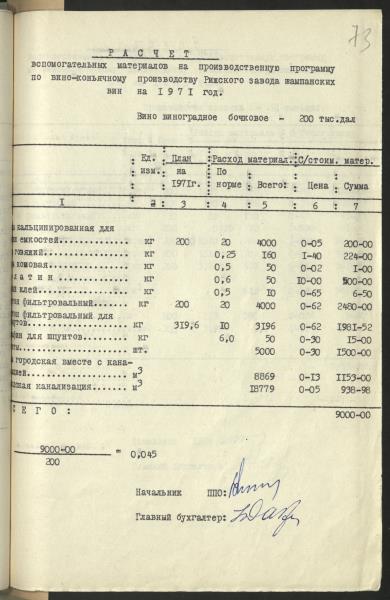 73
Р А С Ч Е Т
вспомогательных материалов на производственную программу
по вино-коньячному производству Рижского завода шампанских
вин на 1 9 7 1 год.
Вино виноградное бочковое - 200 тыс.дал
: Ед. : План :Расход материал.:С/стоим. матер.
: изм.: на : По
: : 1971г. : норме : Всего: : Цена : Сумма
I : 2: 3 : 4 : 5 : 6 : 7
кальцинированная для
емкостей.............. кг 200 20 4000 0-05 200-00
.............. кг 0,25 160 1-40 224-00
комовая............... кг 0,5 50 0-02 1-00
л а т и н .............. кг 0,6 50 10-00 500-00
клей................. кг 0,5 10 0-65 6-50
фильтровальный....... кг 200 20 4000 0-62 2480-00
фильтровальный для
............... кг 319,6 10 3196 0-62 1981-52
для шпунтов....... кг 6,0 50 0-30 15-00
................. шт. 5000 0-30 1500-00
городская вместе с кана-
.................. м3 8869 0-13 1153-00
канализация....... м3 18779 0-05 938-98
С Е Г О : 9000-00
9000-00
200
= 0,045
Начальник ППО:
Главный бухгалтер: